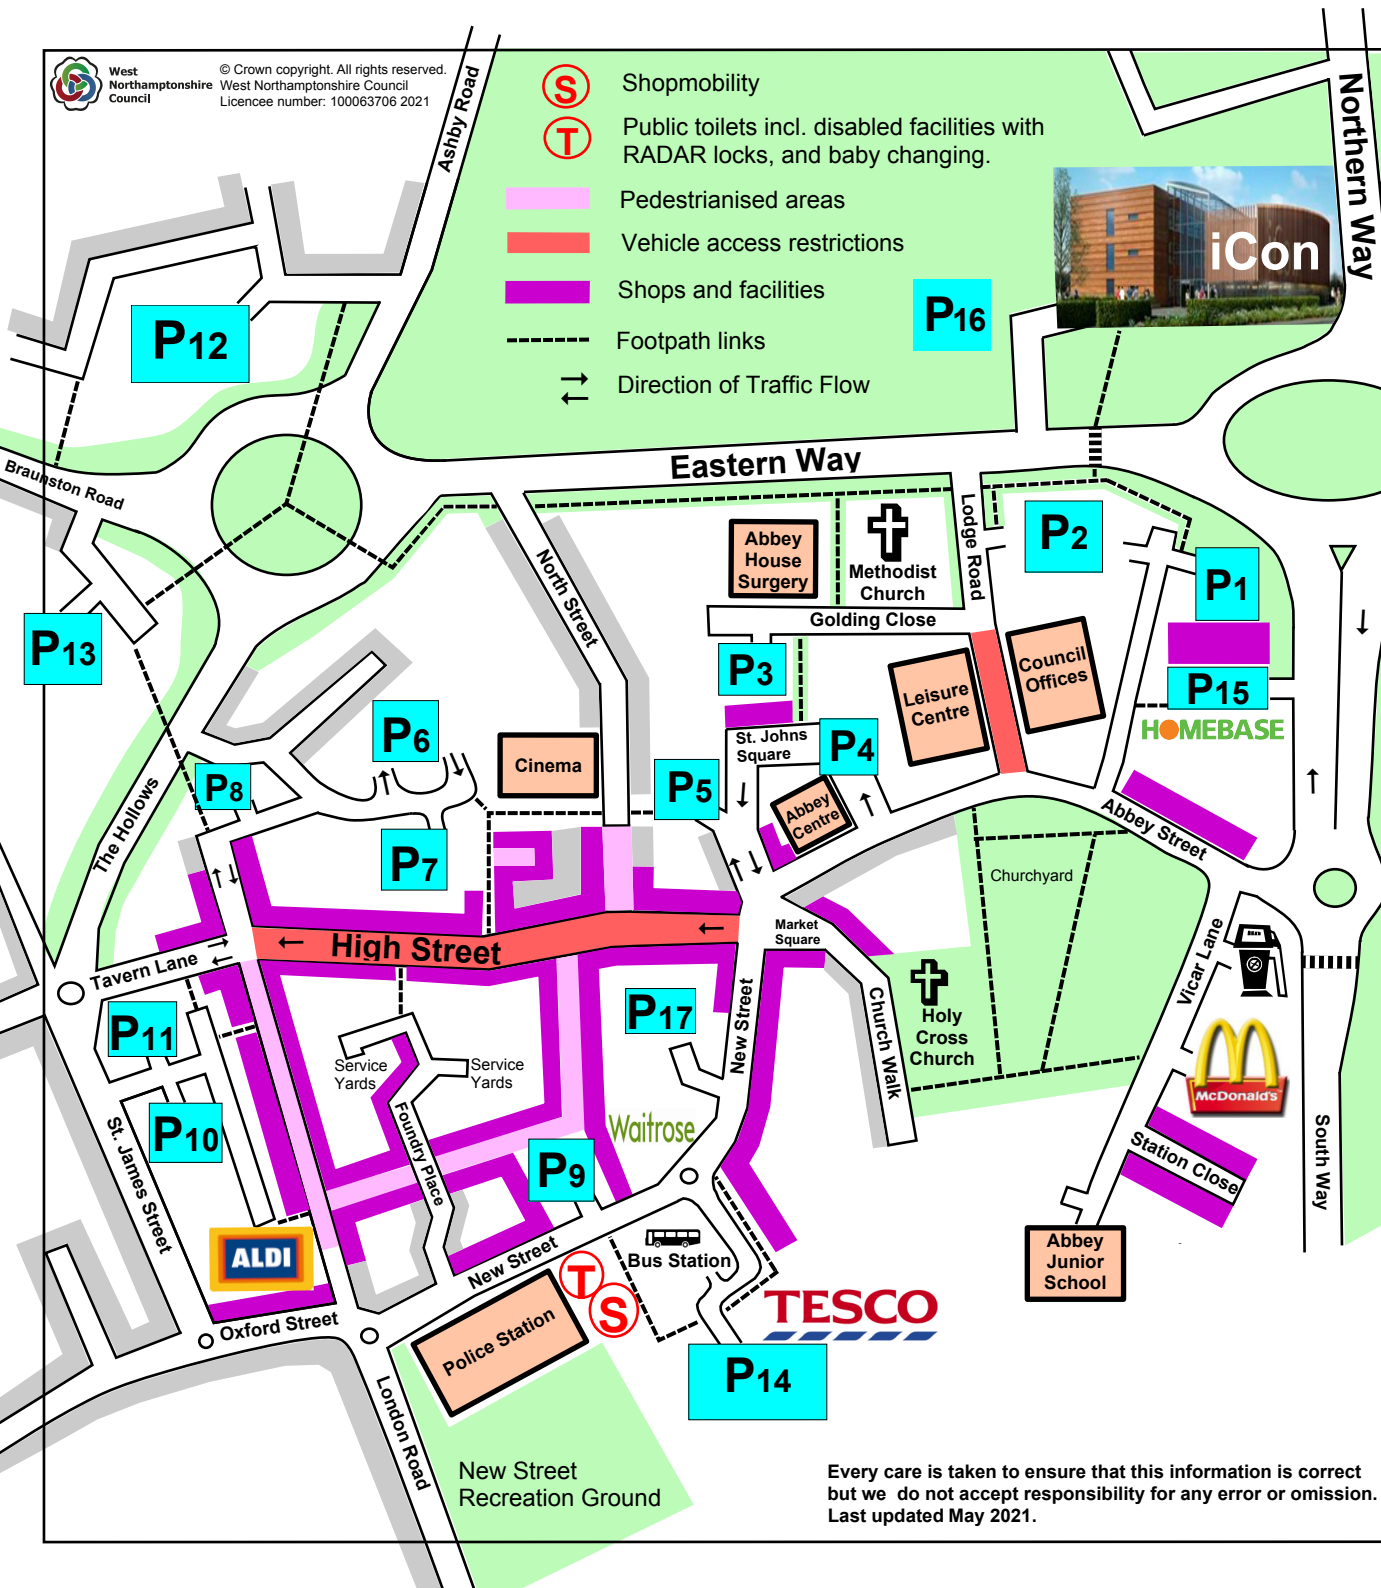 West
Northamptonshire
Council
© Crown copyright. All rights reserved.
West Northamptonshire Council
Licencee number: 100063706 2021
S
Shopmobility
T
Public toilets incl. disabled facilities with
RADAR locks, and baby changing.
Pedestrianised areas
Vehicle access restrictions
Shops and facilities
Footpath links
Direction of Traffic Flow
Ashby Road
Northern Way
iCon
P16
P12
Braunston Road
Eastern Way
Lodge Road
P2
P1
Abbey
House
Surgery
Methodist
Church
North Street
Golding Close
P13
P3
Leisure
Centre
Council
Offices
P15
HOMEBASE
P6
St. Johns
Square
P4
Cinema
P8
P5
The Hollows
Abbey
Centre
Abbey Street
P7
Churchyard
Market
Square
High Street
Tavern Lane
Vicar Lane
P11
P17
New Street
Church Walk
Holy
Cross
Church
Service
Yards
Service
Yards
McDonald's
Foundry Place
Waitrose
P10
St. James Street
P9
Station Close
South Way
ALDI
New Street
Bus Station
Abbey
Junior
School
T
S
TESCO
Oxford Street
Police Station
P14
London Road
New Street
Recreation Ground
Every care is taken to ensure that this information is correct
but we do not accept responsibility for any error or omission.
Last updated May 2021.